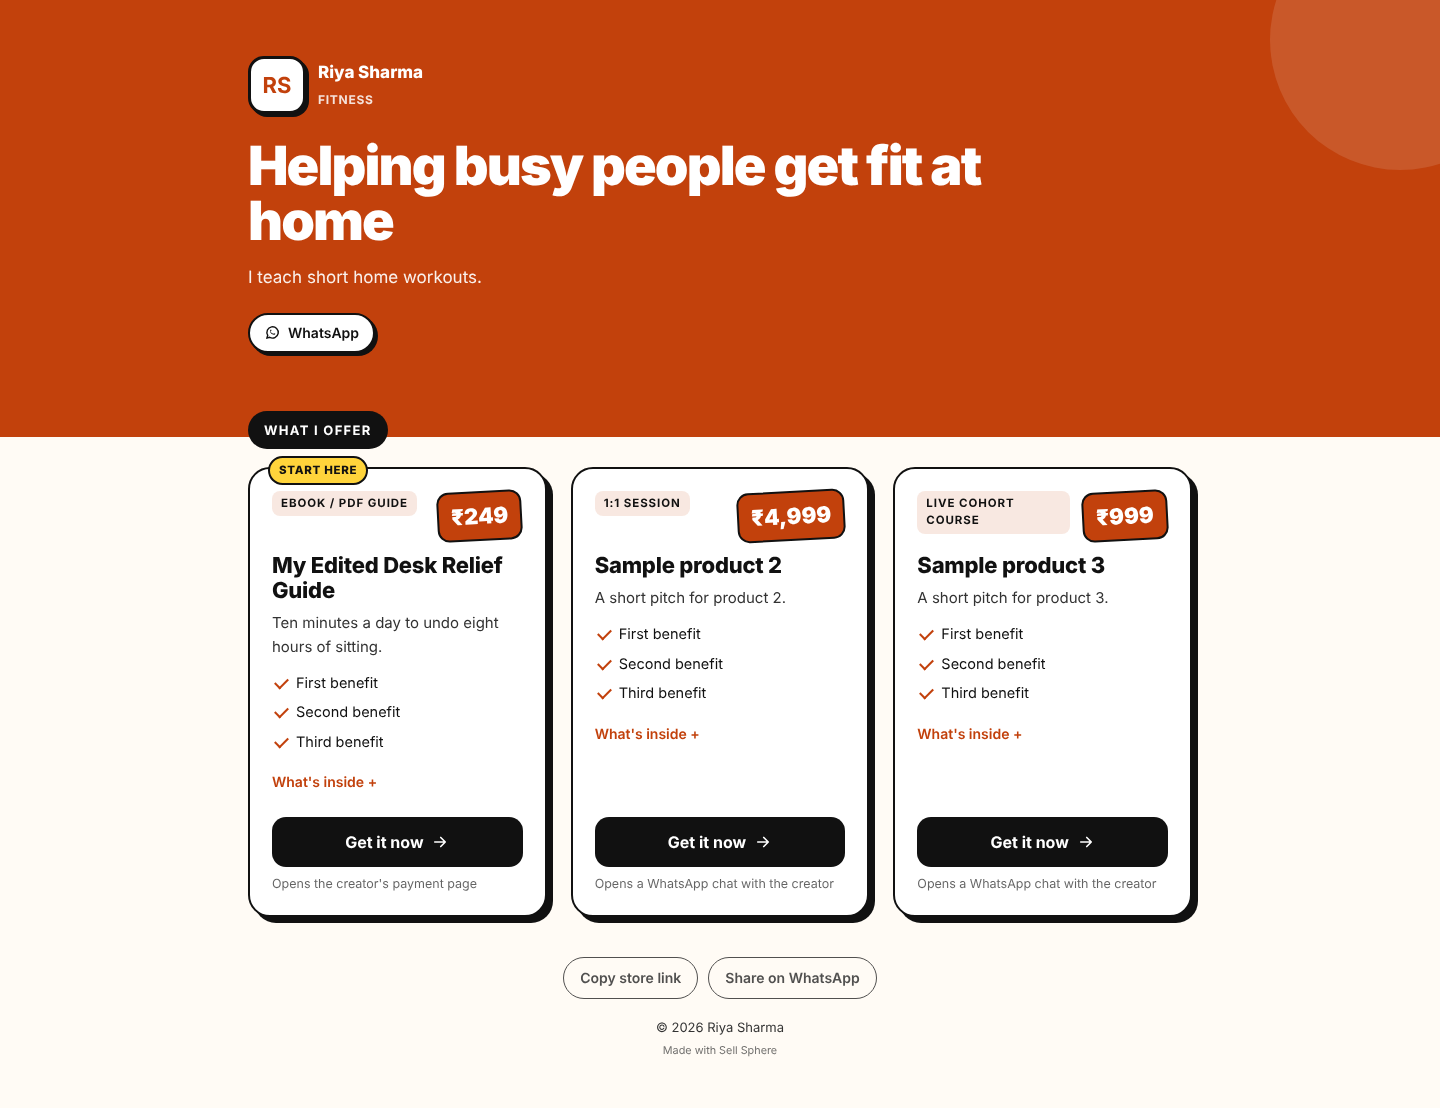 RS
Riya Sharma
FITNESS
Helping busy people get fit at
home
I teach short home workouts.
WhatsApp
WHAT I OFFER
START HERE
EBOOK / PDF GUIDE
₹249
My Edited Desk Relief
Guide
Ten minutes a day to undo eight
hours of sitting.
First benefit
Second benefit
Third benefit
What's inside +
Get it now →
Opens the creator's payment page
1:1 SESSION
₹4,999
Sample product 2
A short pitch for product 2.
First benefit
Second benefit
Third benefit
What's inside +
Get it now →
Opens a WhatsApp chat with the creator
LIVE COHORT
COURSE
₹999
Sample product 3
A short pitch for product 3.
First benefit
Second benefit
Third benefit
What's inside +
Get it now →
Opens a WhatsApp chat with the creator
Copy store link
Share on WhatsApp
© 2026 Riya Sharma
Made with Sell Sphere